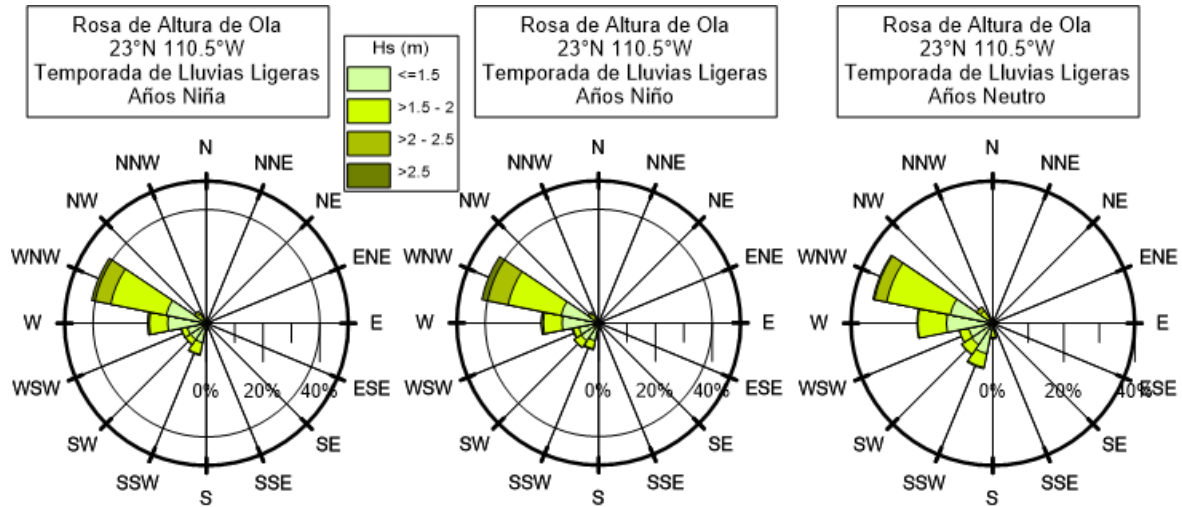 Rosa de Altura de Ola
23°N 110.5°W
Temporada de Lluvias Ligeras
Años Niña
Hs (m)
<=1.5
>1.5 - 2
>2 - 2.5
>2.5
Rosa de Altura de Ola
23°N 110.5°W
Temporada de Lluvias Ligeras
Años Niño
Rosa de Altura de Ola
23°N 110.5°W
Temporada de Lluvias Ligeras
Años Neutro
N
NNE
NE
ENE
E
ESE
SE
SSE
S
SSW
SW
WSW
W
WNW
NW
NNW
0% 20% 40%
N
NNE
NE
ENE
E
ESE
SE
SSE
S
SSW
SW
WSW
W
WNW
NW
NNW
0% 20% 40%
N
NNE
NE
ENE
E
ESE
SE
SSE
S
SSW
SW
WSW
W
WNW
NW
NNW
0% 20% 40%